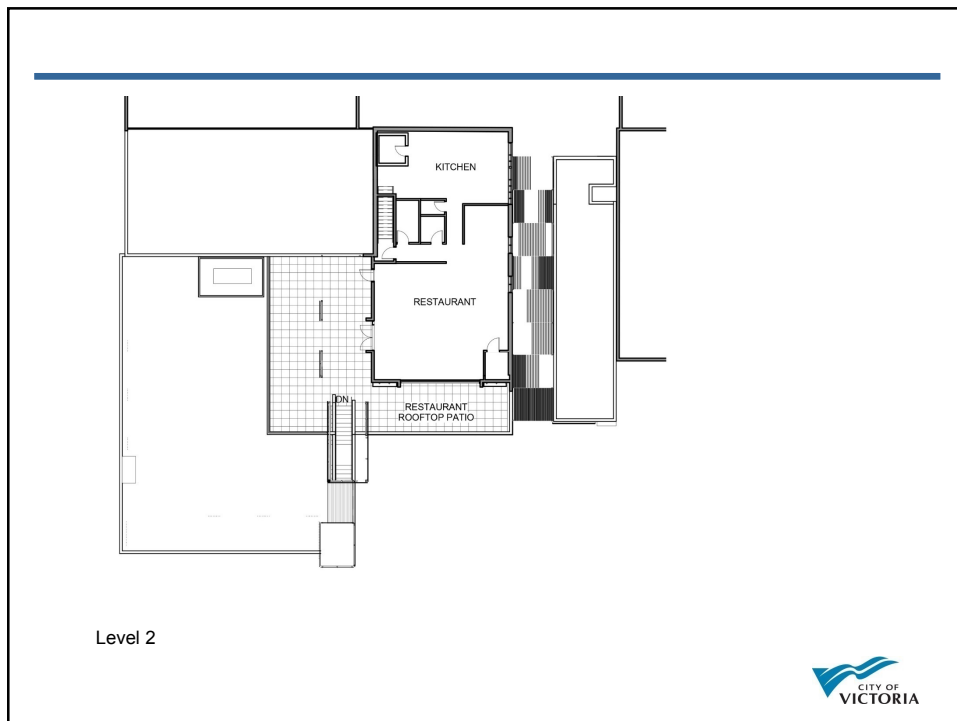 KITCHEN
RESTAURANT
DN
RESTAURANT
ROOFTOP PATIO
Level 2
CITY OF
VICTORIA